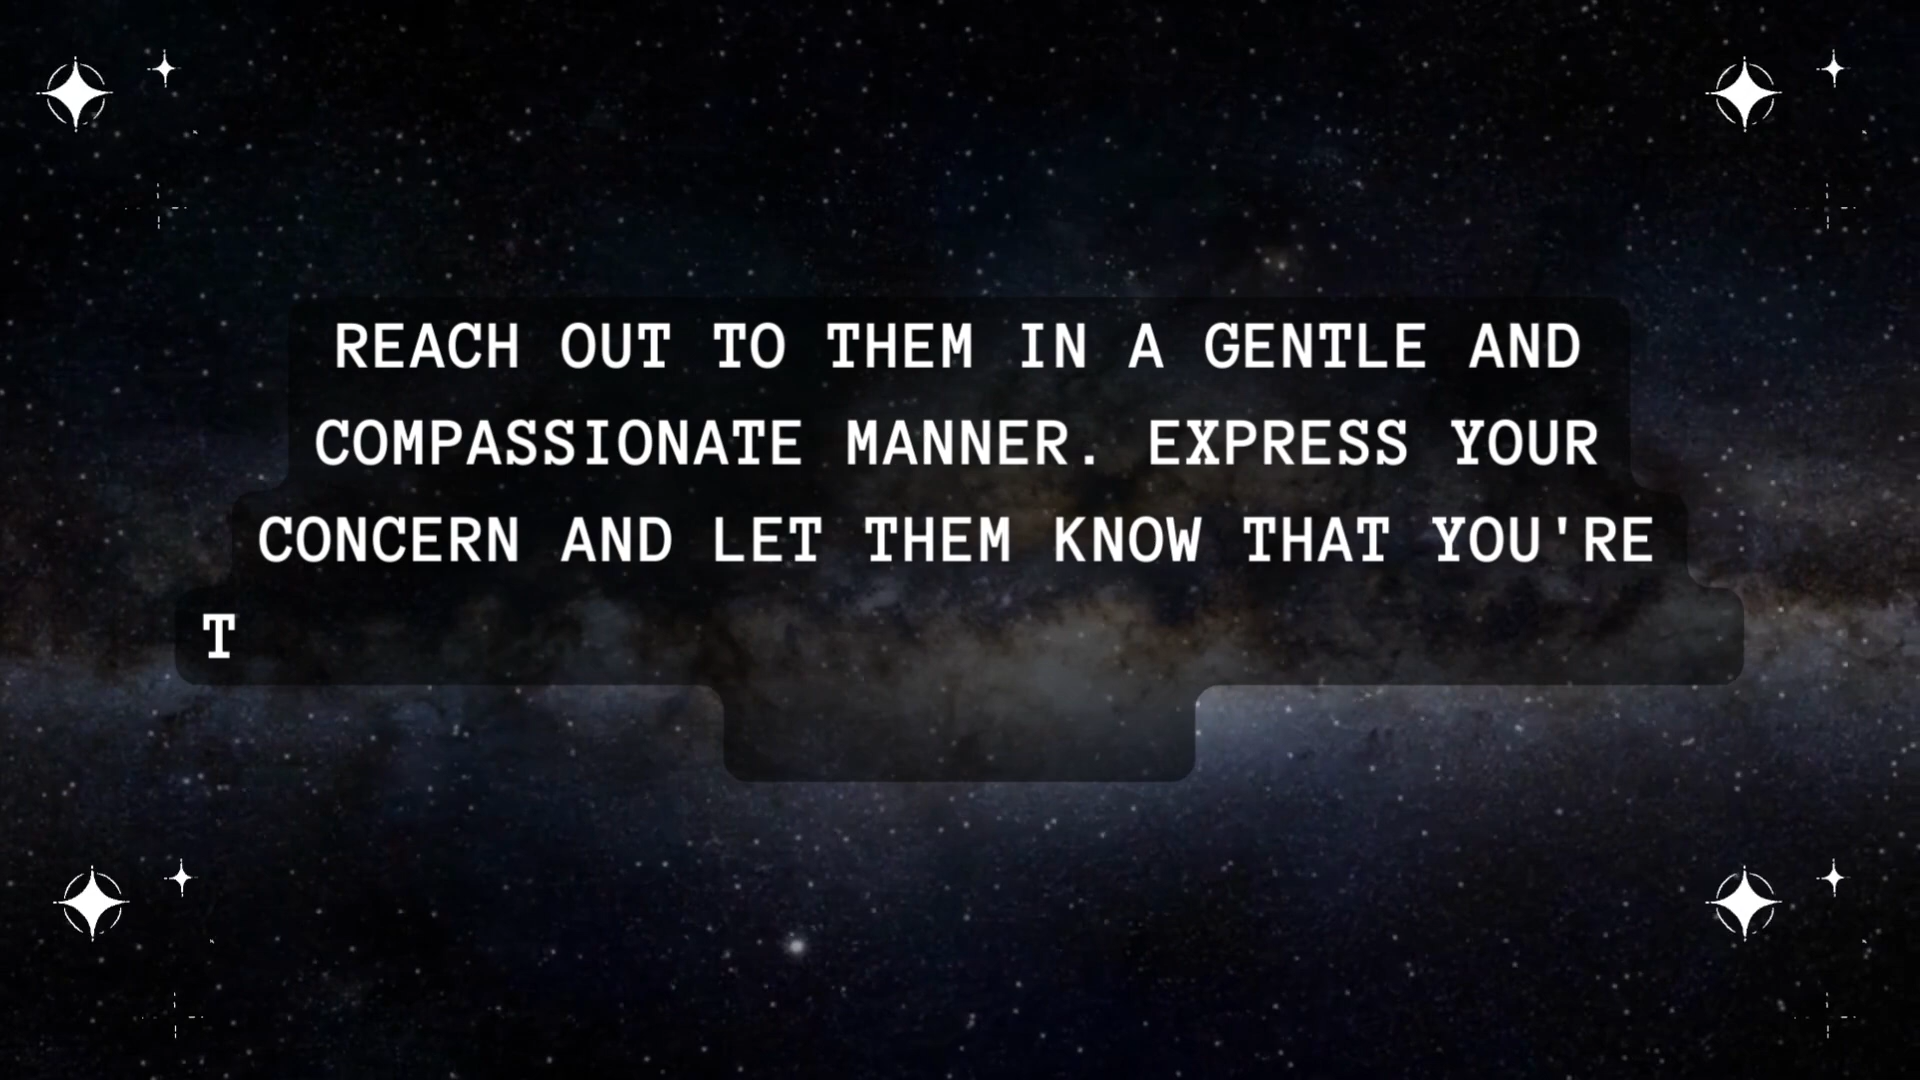 REACH OUT TO THEM IN A GENTLE AND
COMPASSIONATE MANNER. EXPRESS YOUR
CONCERN AND LET THEM KNOW THAT YOU'RE
T